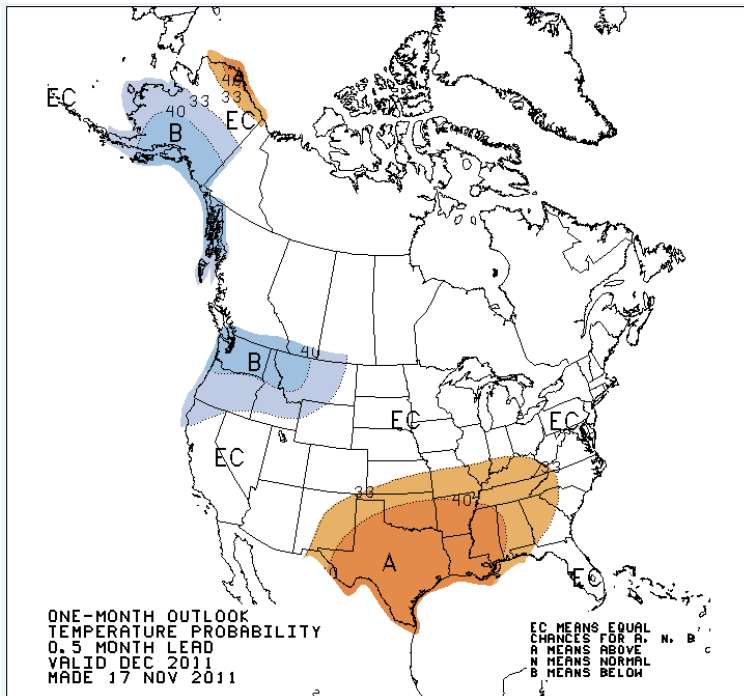 40
A
EC
33
33
40
EC
B
40
B
EC
EC
EC
33
33
40
A
EC
ONE-MONTH OUTLOOK
TEMPERATURE PROBABILITY
0.5 MONTH LEAD
VALID DEC 2011
MADE 17 NOV 2011
EC MEANS EQUAL
CHANCES FOR A, N, B
A MEANS ABOVE
N MEANS NORMAL
B MEANS BELOW